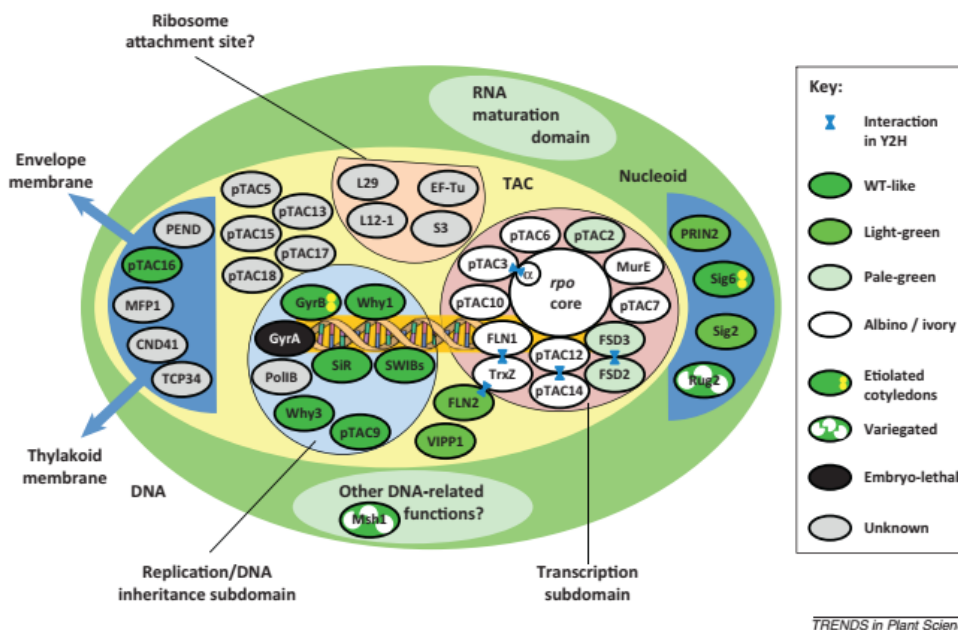 Ribosome
attachment site?
RNA
maturation
domain
Envelope
membrane
TAC
Nucleoid
pTAC5
pTAC13
pTAC15
pTAC17
pTAC18
L29
EF-Tu
L12-1
S3
PEND
pTAC16
MFP1
CND41
TCP34
pTAC6
pTAC2
pTAC3
α
MurE
rpo
core
pTAC10
pTAC7
FLN1
pTAC12
FSD3
TrxZ
pTAC14
FSD2
GyrB
Why1
GyrA
SiR
SWIBs
PolIB
Why3
pTAC9
FLN2
VIPP1
PRIN2
Sig6
Sig2
Rug2
Thylakoid
membrane
DNA
Other DNA-related
functions?
Msh1
Replication/DNA
inheritance subdomain
Transcription
subdomain
Key:
Interaction
in Y2H
WT-like
Light-green
Pale-green
Albino / ivory
Etiolated
cotyledons
Variegated
Embryo-lethal
Unknown
TRENDS in Plant Scien